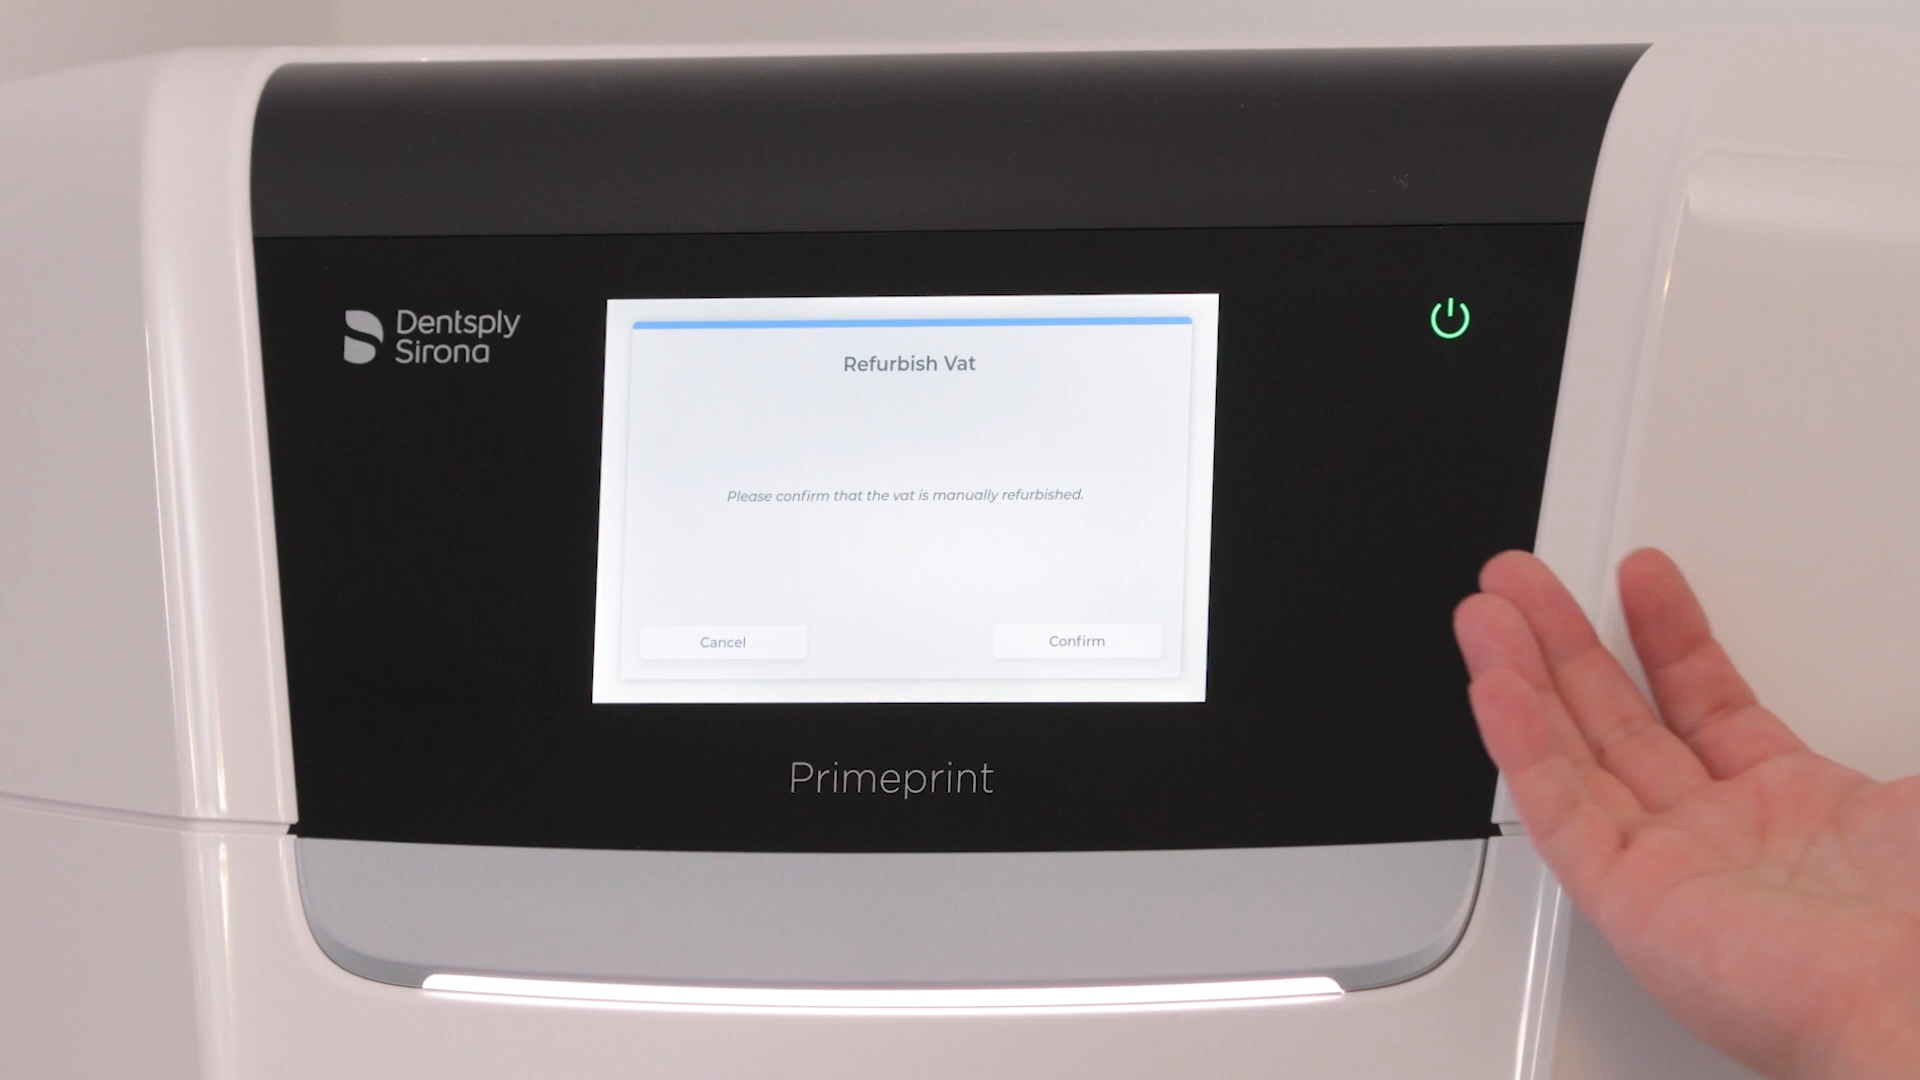 Dentsply
Sirona
Refurbish Vat
Please confirm that the vat is manually refurbished.
Cancel
Confirm
Primeprint